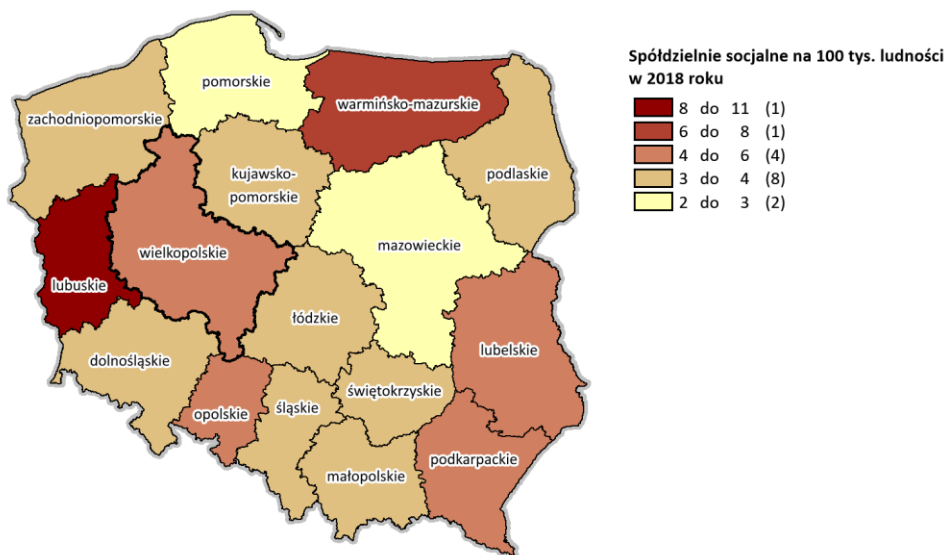 Spółdzielnie socjalne na 100 tys. ludności
w 2018 roku
8 do 11 (1)
6 do 8 (1)
4 do 6 (4)
3 do 4 (8)
2 do 3 (2)
pomorskie
warmińsko-mazurskie
zachodniopomorskie
kujawsko-
pomorskie
podlaskie
mazowieckie
wielkopolskie
lubuskie
łódzkie
lubelskie
dolnośląskie
świętokrzyskie
opolskie
śląskie
podkarpackie
małopolskie